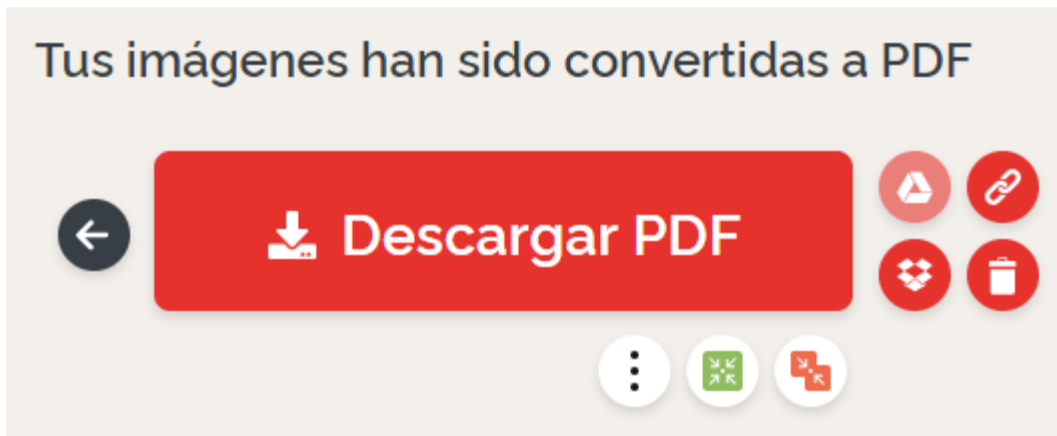 Tus imágenes han sido convertidas a PDF
Descargar PDF